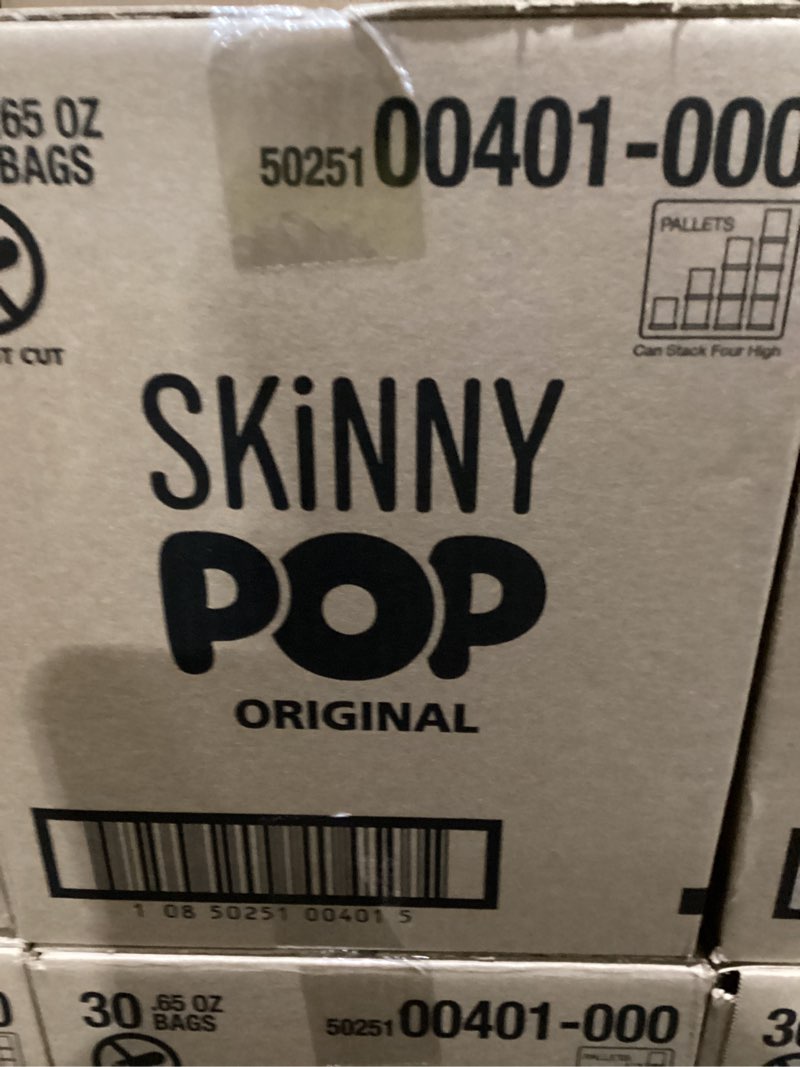 .65 OZ
BAGS
50251 00401-000
PALLETS
T CUT
Can Stack Four High
SKiNNY
POP
ORIGINAL
1 08 50251 00401 5
30 .65 OZ
BAGS
50251 00401-000
PALLETS